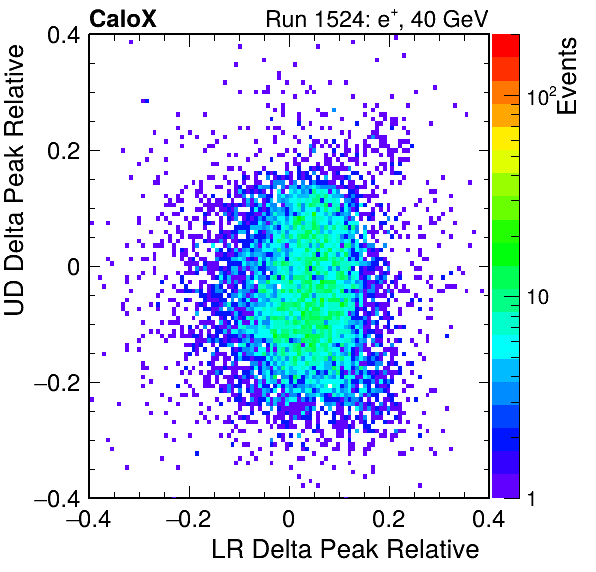 CaloX Run 1524: e⁺, 40 GeV
UD Delta Peak Relative
0.4
0.2
0
−0.2
−0.4
−0.4 −0.2 0 0.2 0.4
LR Delta Peak Relative
Events
10²
10
1